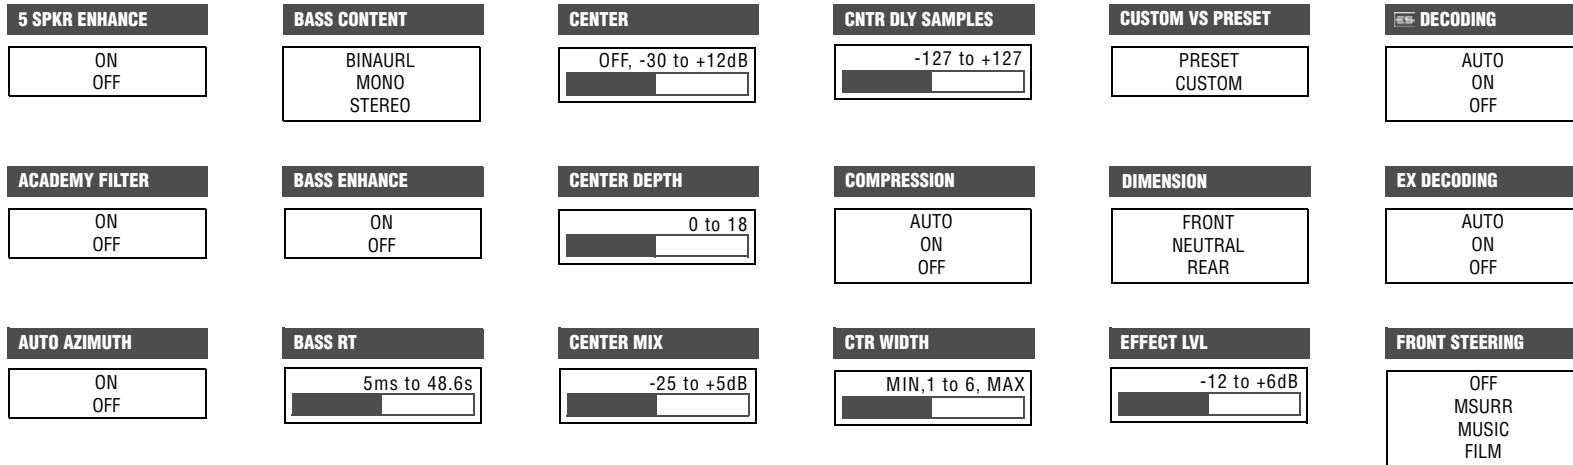 5 SPKR ENHANCE
ON
OFF
BASS CONTENT
BINAURL
MONO
STEREO
CENTER
OFF, -30 to +12dB
CNTR DLY SAMPLES
-127 to +127
CUSTOM VS PRESET
PRESET
CUSTOM
ES DECODING
AUTO
ON
OFF
ACADEMY FILTER
ON
OFF
BASS ENHANCE
ON
OFF
CENTER DEPTH
0 to 18
COMPRESSION
AUTO
ON
OFF
DIMENSION
FRONT
NEUTRAL
REAR
EX DECODING
AUTO
ON
OFF
AUTO AZIMUTH
ON
OFF
BASS RT
5ms to 48.6s
CENTER MIX
-25 to +5dB
CTR WIDTH
MIN,1 to 6, MAX
EFFECT LVL
-12 to +6dB
FRONT STEERING
OFF
MSURR
MUSIC
FILM